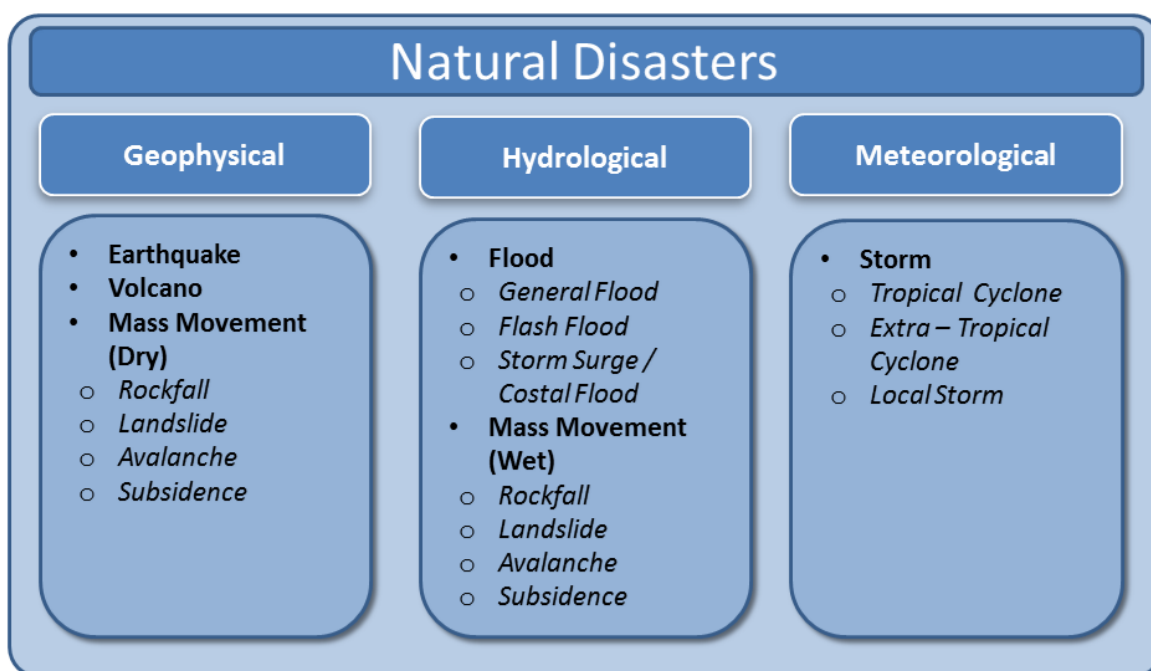 Natural Disasters
Geophysical
• Earthquake
• Volcano
• Mass Movement
(Dry)
o Rockfall
o Landslide
o Avalanche
o Subsidence
Hydrological
• Flood
o General Flood
o Flash Flood
o Storm Surge /
Costal Flood
• Mass Movement
(Wet)
o Rockfall
o Landslide
o Avalanche
o Subsidence
Meteorological
• Storm
o Tropical Cyclone
o Extra – Tropical
Cyclone
o Local Storm